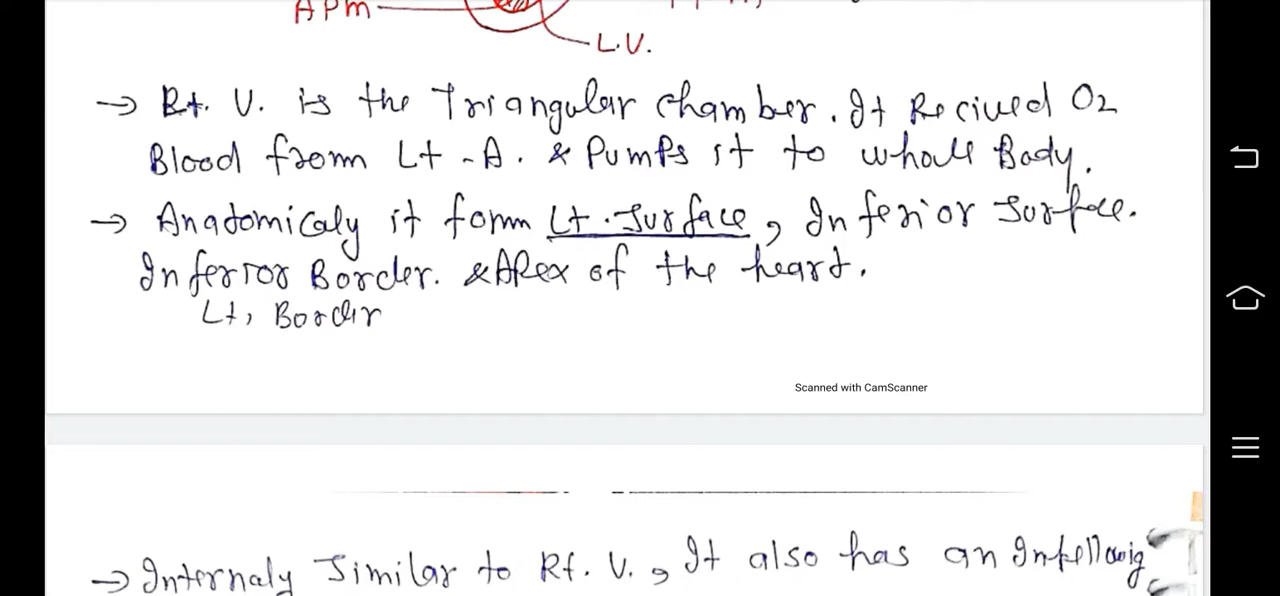 APm
L.V.
→ Rt. V. is the Triangular chamber. It Recived O2
Blood from Lt - A. & Pumps it to whole Body.
→ Anatomicaly it form Lt. Surface, Inferior Surface.
Inferior Border. & APex of the heart.
Lt, Border
Scanned with CamScanner
→ Internaly Similar to Rt. V., It also has an